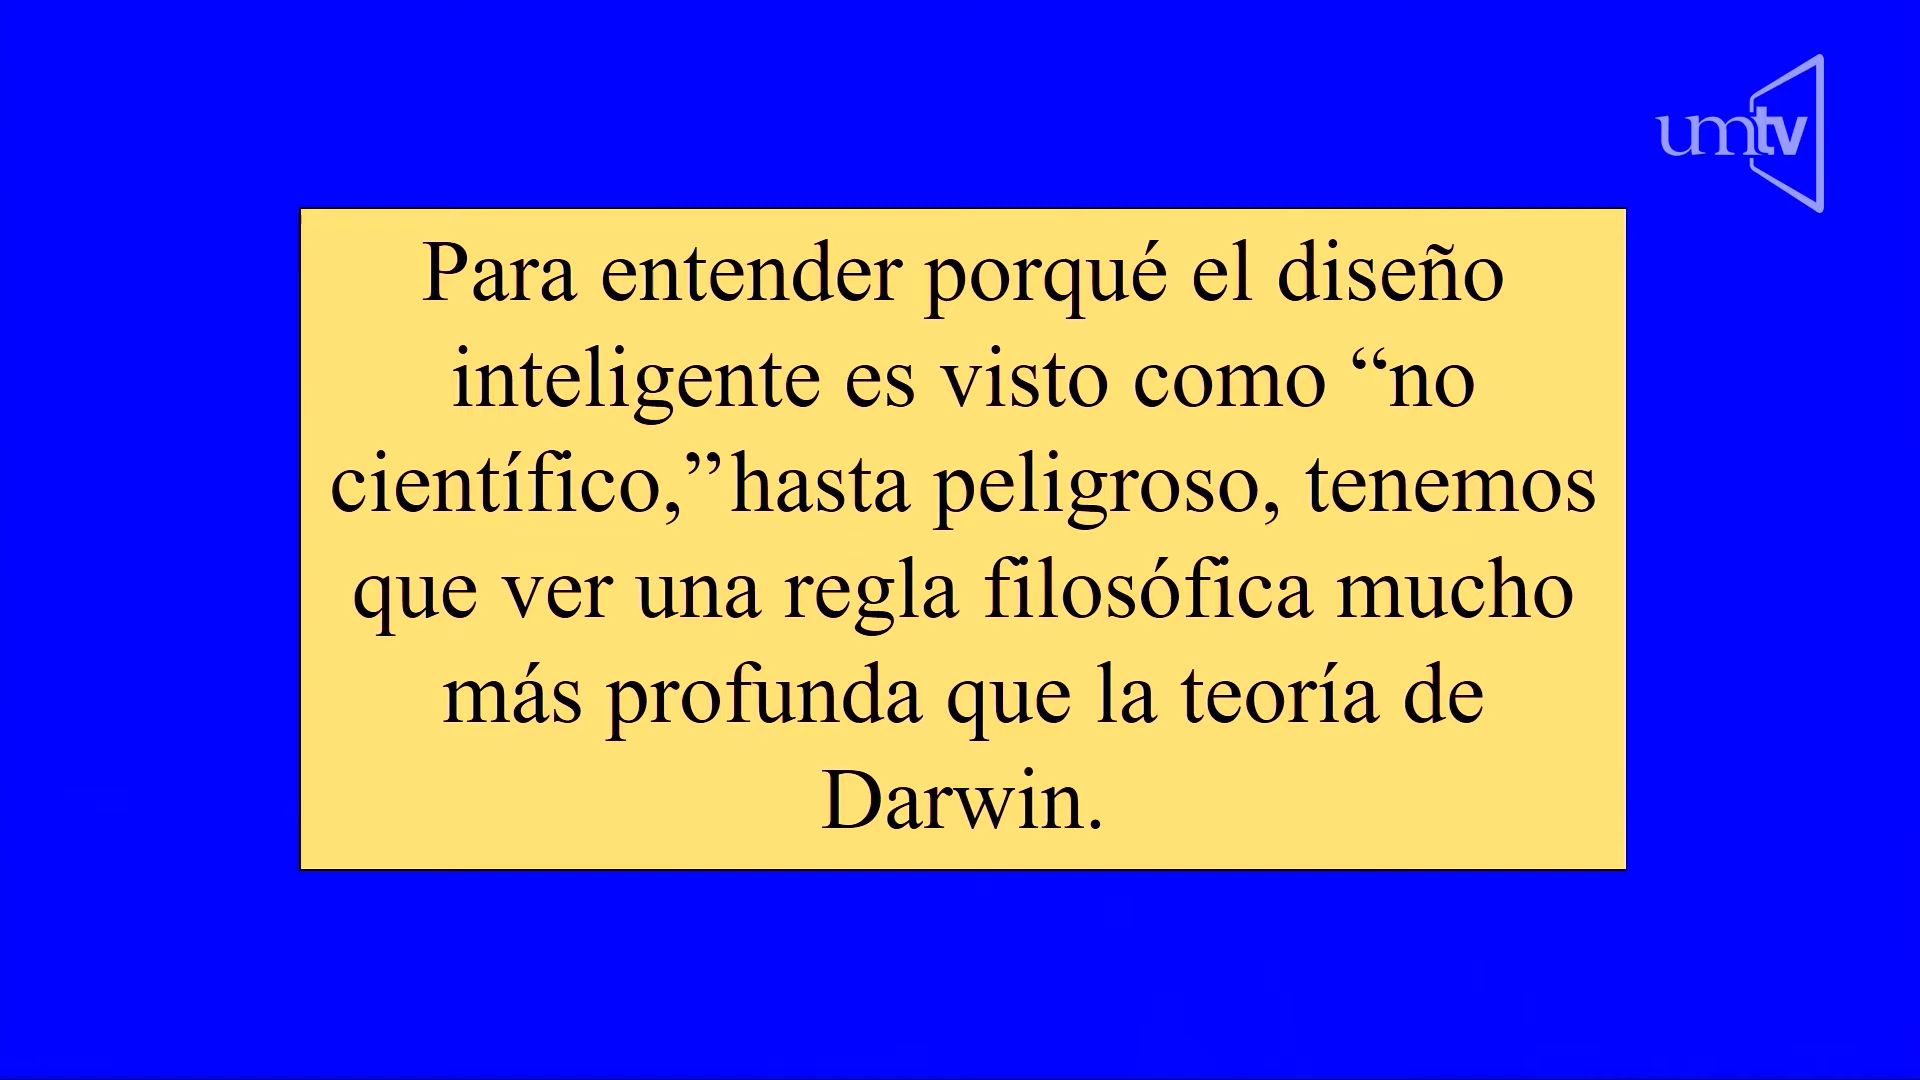 umtv
Para entender porqué el diseño
inteligente es visto como “no
científico,”hasta peligroso, tenemos
que ver una regla filosófica mucho
más profunda que la teoría de
Darwin.